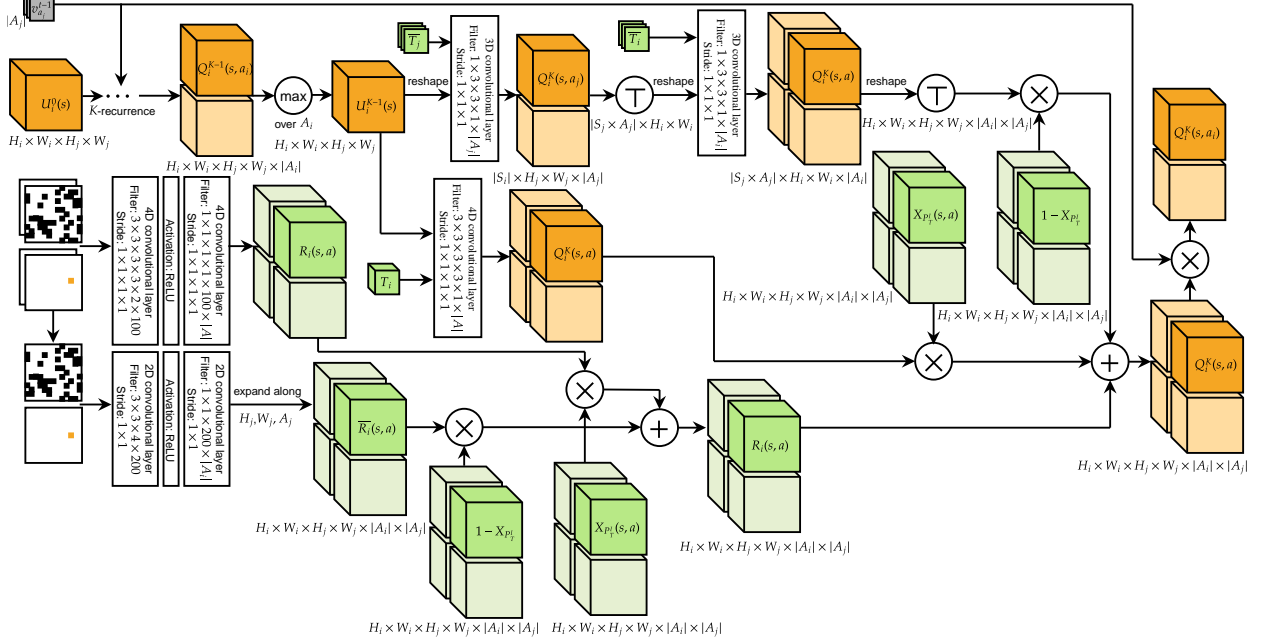 |A_j|
v_{a_j}^{t-1}
U_i^0(s)
H_i × W_i × H_j × W_j
K-recurrence
Q_i^{K-1}(s, a_i)
H_i × W_i × H_j × W_j × |A_i|
max
over A_i
U_i^{K-1}(s)
H_i × W_i × H_j × W_j
reshape
\overline{T}_j
3D convolutional layer
Filter: 1 × 3 × 3 × 1 × |A_j|
Stride: 1 × 1 × 1
Q_i^K(s, a_j)
|S_i| × H_j × W_j × |A_j|
⊤
|S_j × A_j| × H_i × W_i
reshape
\overline{T}_i
3D convolutional layer
Filter: 1 × 3 × 3 × 1 × |A_i|
Stride: 1 × 1 × 1
Q_i^K(s, a)
|S_j × A_j| × H_i × W_i × |A_i|
reshape
⊤
×
H_i × W_i × H_j × W_j × |A_i| × |A_j|
X_{P_T^i}(s, a)
H_i × W_i × H_j × W_j × |A_i| × |A_j|
1 − X_{P_T^i}
H_i × W_i × H_j × W_j × |A_i| × |A_j|
Q_i^K(s, a_i)
×
4D convolutional layer
Filter: 3 × 3 × 3 × 3 × 2 × 100
Stride: 1 × 1 × 1 × 1
Activation: ReLU
4D convolutional layer
Filter: 1 × 1 × 1 × 1 × 100 × |A|
Stride: 1 × 1 × 1 × 1
R_i(s, a)
T_i
4D convolutional layer
Filter: 3 × 3 × 3 × 3 × 1 × |A|
Stride: 1 × 1 × 1 × 1
Q_i^K(s, a)
×
+
Q_i^K(s, a)
H_i × W_i × H_j × W_j × |A_i| × |A_j|
2D convolutional layer
Filter: 3 × 3 × 4 × 200
Stride: 1 × 1
Activation: ReLU
2D convolutional layer
Filter: 1 × 1 × 200 × |A_i|
Stride: 1 × 1
expand along
H_j, W_j, A_j
\overline{R_i}(s, a)
H_i × W_i × H_j × W_j × |A_i| × |A_j|
×
×
+
R_i(s, a)
H_i × W_i × H_j × W_j × |A_i| × |A_j|
1 − X_{P_T^i}
H_i × W_i × H_j × W_j × |A_i| × |A_j|
X_{P_T^i}(s, a)
H_i × W_i × H_j × W_j × |A_i| × |A_j|